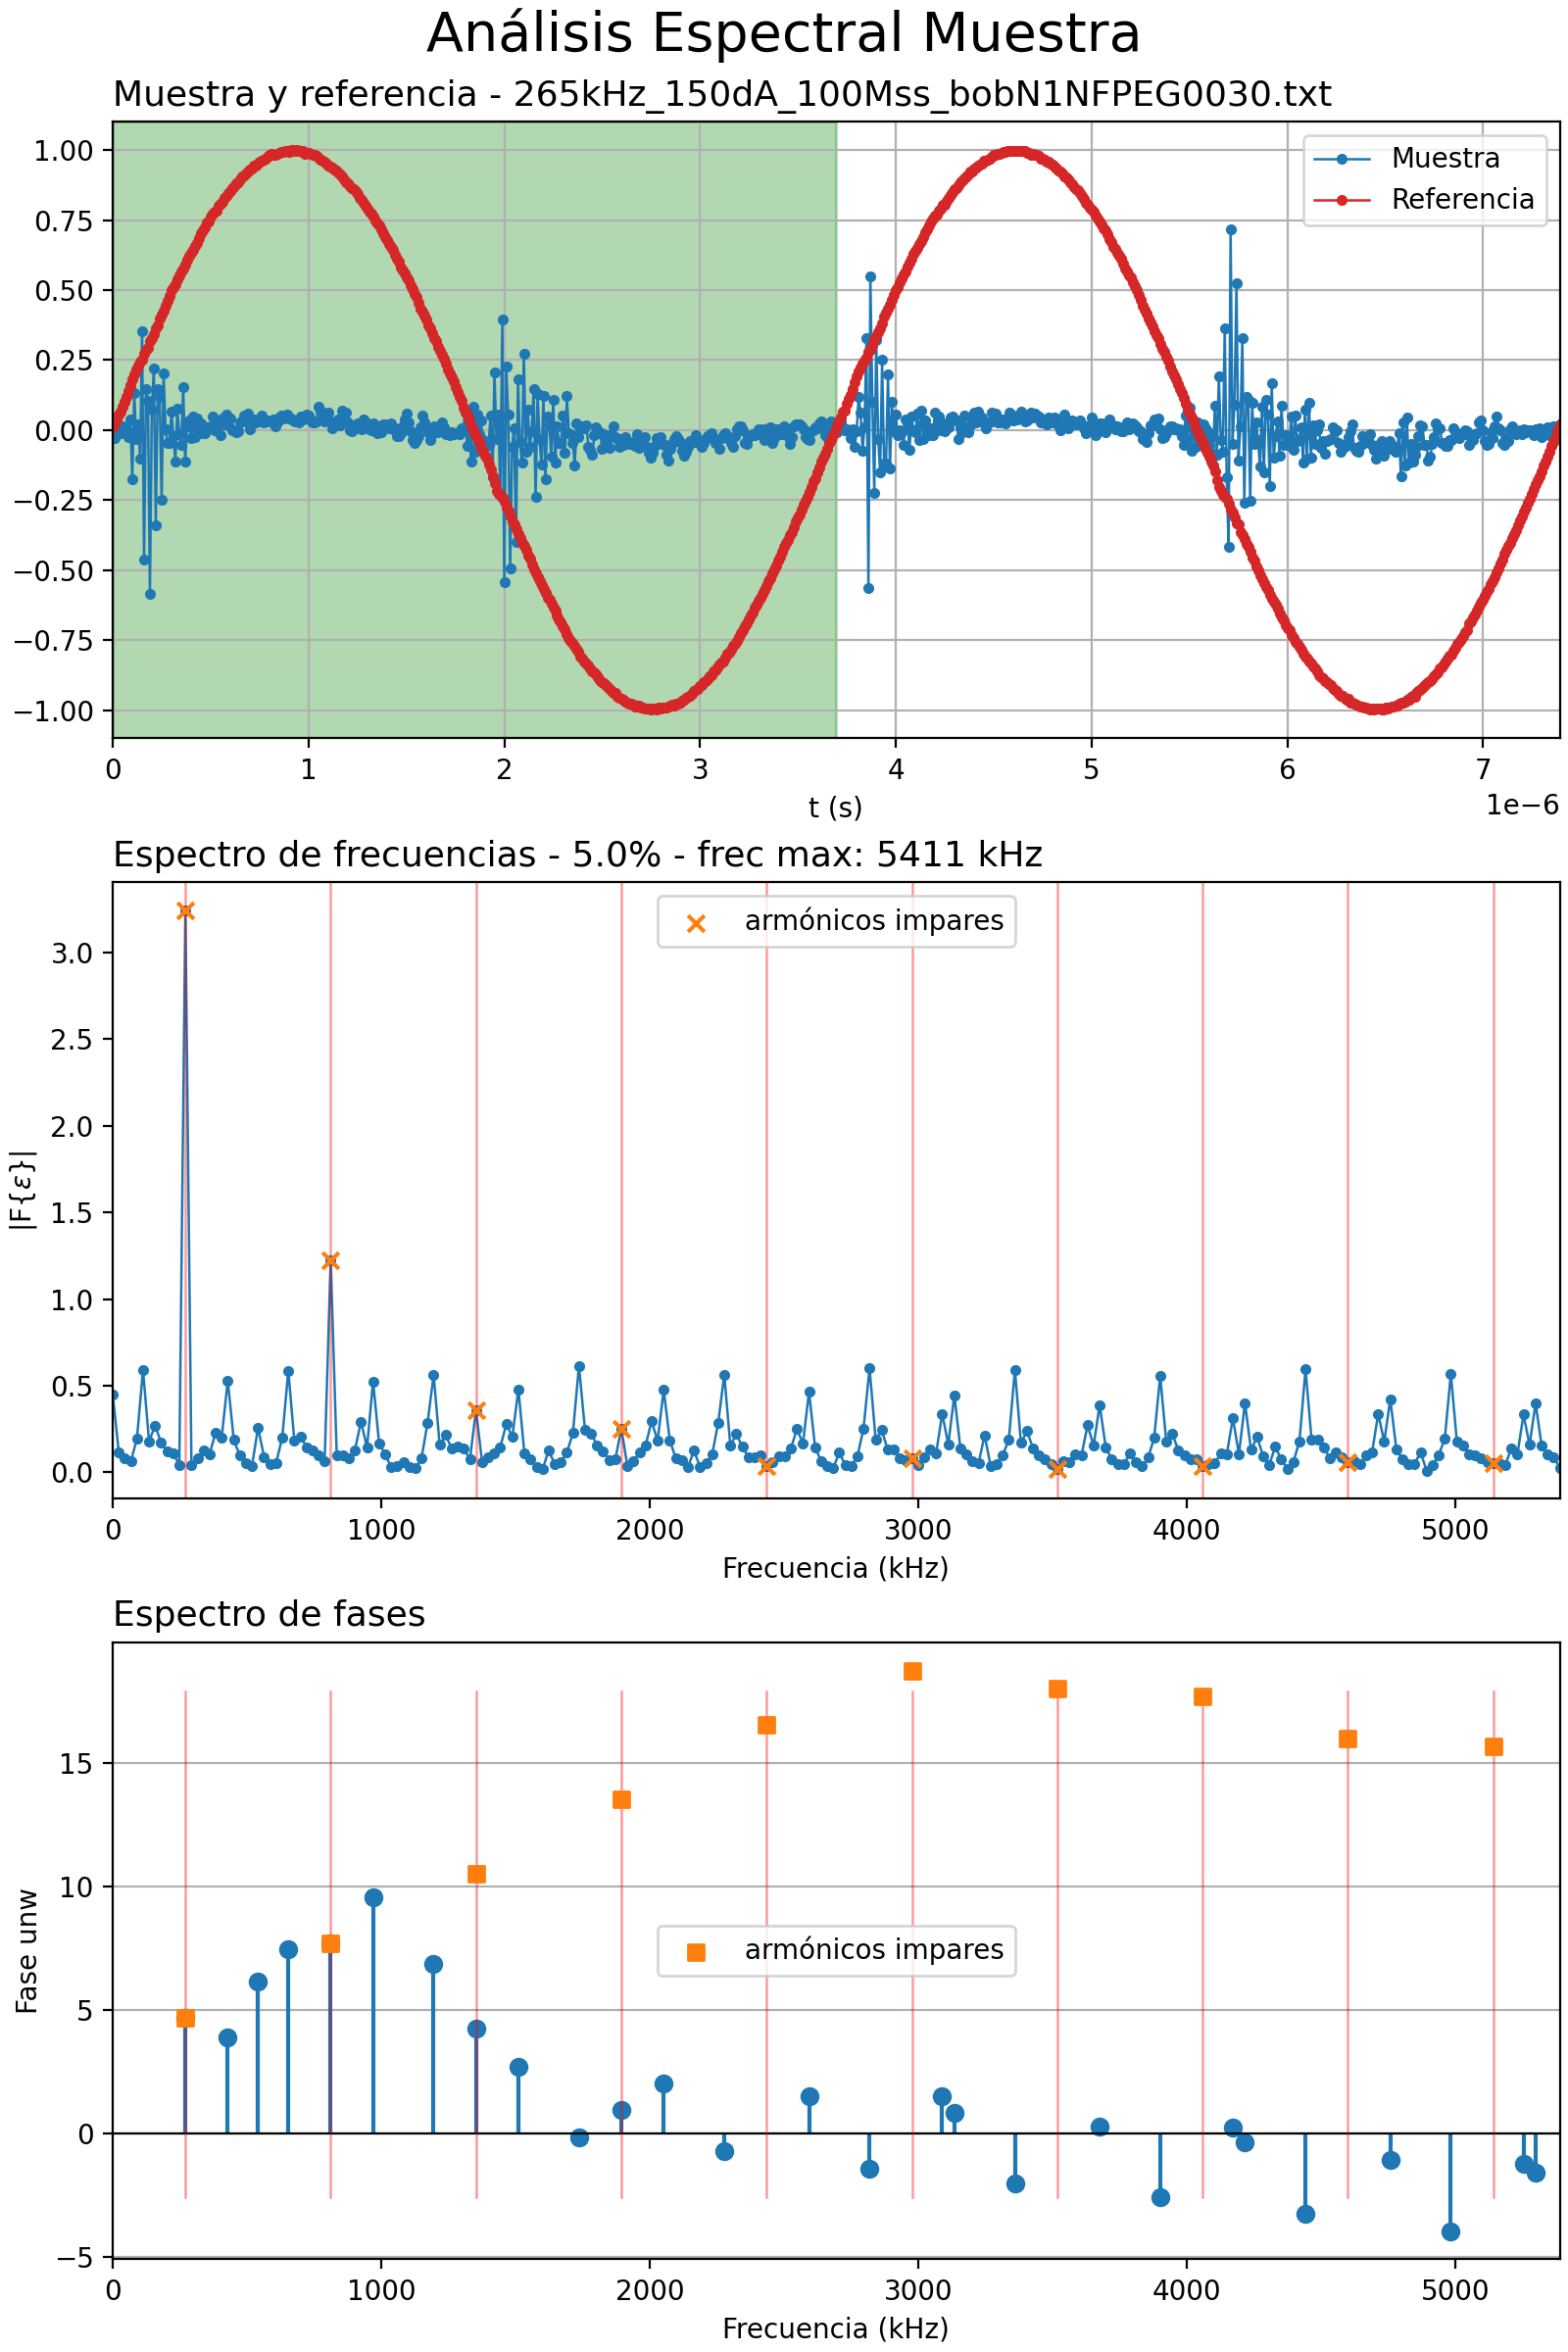 Análisis Espectral Muestra
Muestra y referencia - 265kHz_150dA_100Mss_bobN1NFPEG0030.txt
1.00
0.75
0.50
0.25
0.00
−0.25
−0.50
−0.75
−1.00
Muestra
Referencia
0 1 2 3 4 5 6 7
t (s)
1e−6
Espectro de frecuencias - 5.0% - frec max: 5411 kHz
|F{ε}|
3.0
2.5
2.0
1.5
1.0
0.5
0.0
armónicos impares
0 1000 2000 3000 4000 5000
Frecuencia (kHz)
Espectro de fases
Fase unw
15
10
5
0
−5
armónicos impares
0 1000 2000 3000 4000 5000
Frecuencia (kHz)